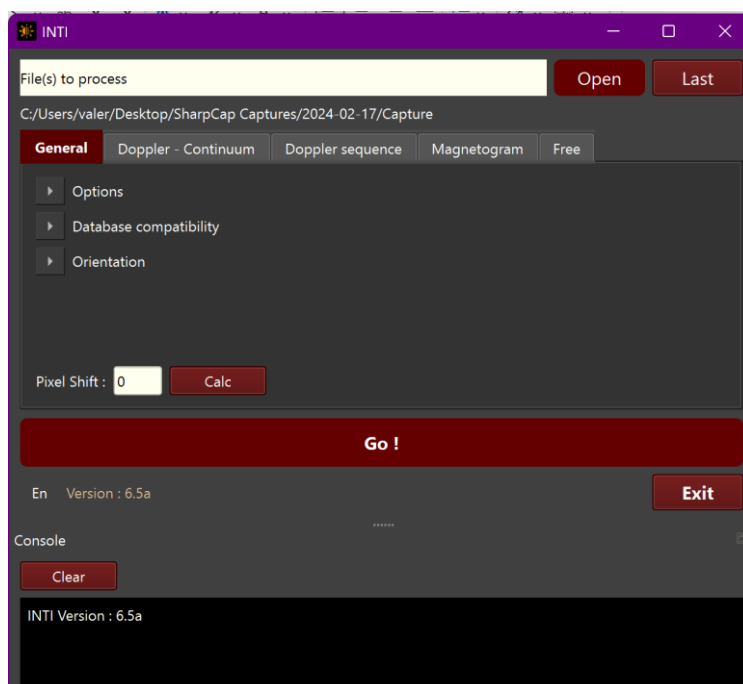 INTI
File(s) to process Open Last
C:/Users/valer/Desktop/SharpCap Captures/2024-02-17/Capture
General Doppler - Continuum Doppler sequence Magnetogram Free
Options
Database compatibility
Orientation
Pixel Shift : 0 Calc
Go !
En Version : 6.5a Exit
Console
Clear
INTI Version : 6.5a